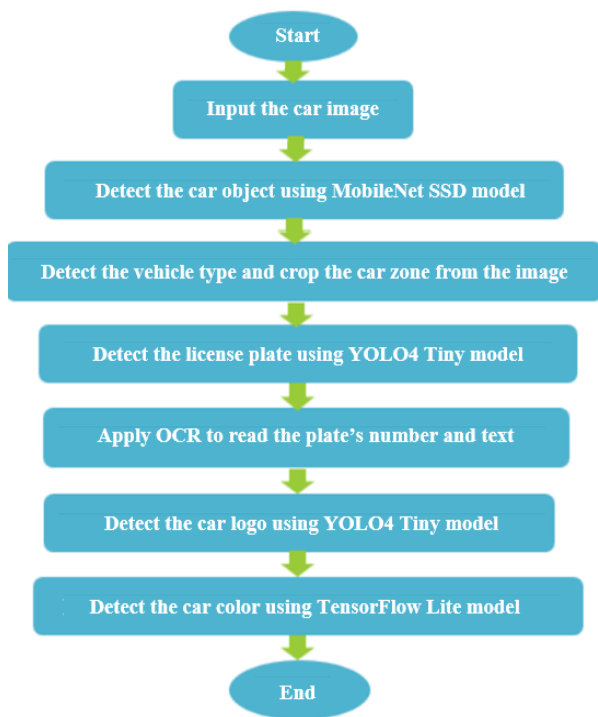 Start
Input the car image
Detect the car object using MobileNet SSD model
Detect the vehicle type and crop the car zone from the image
Detect the license plate using YOLO4 Tiny model
Apply OCR to read the plate’s number and text
Detect the car logo using YOLO4 Tiny model
Detect the car color using TensorFlow Lite model
End